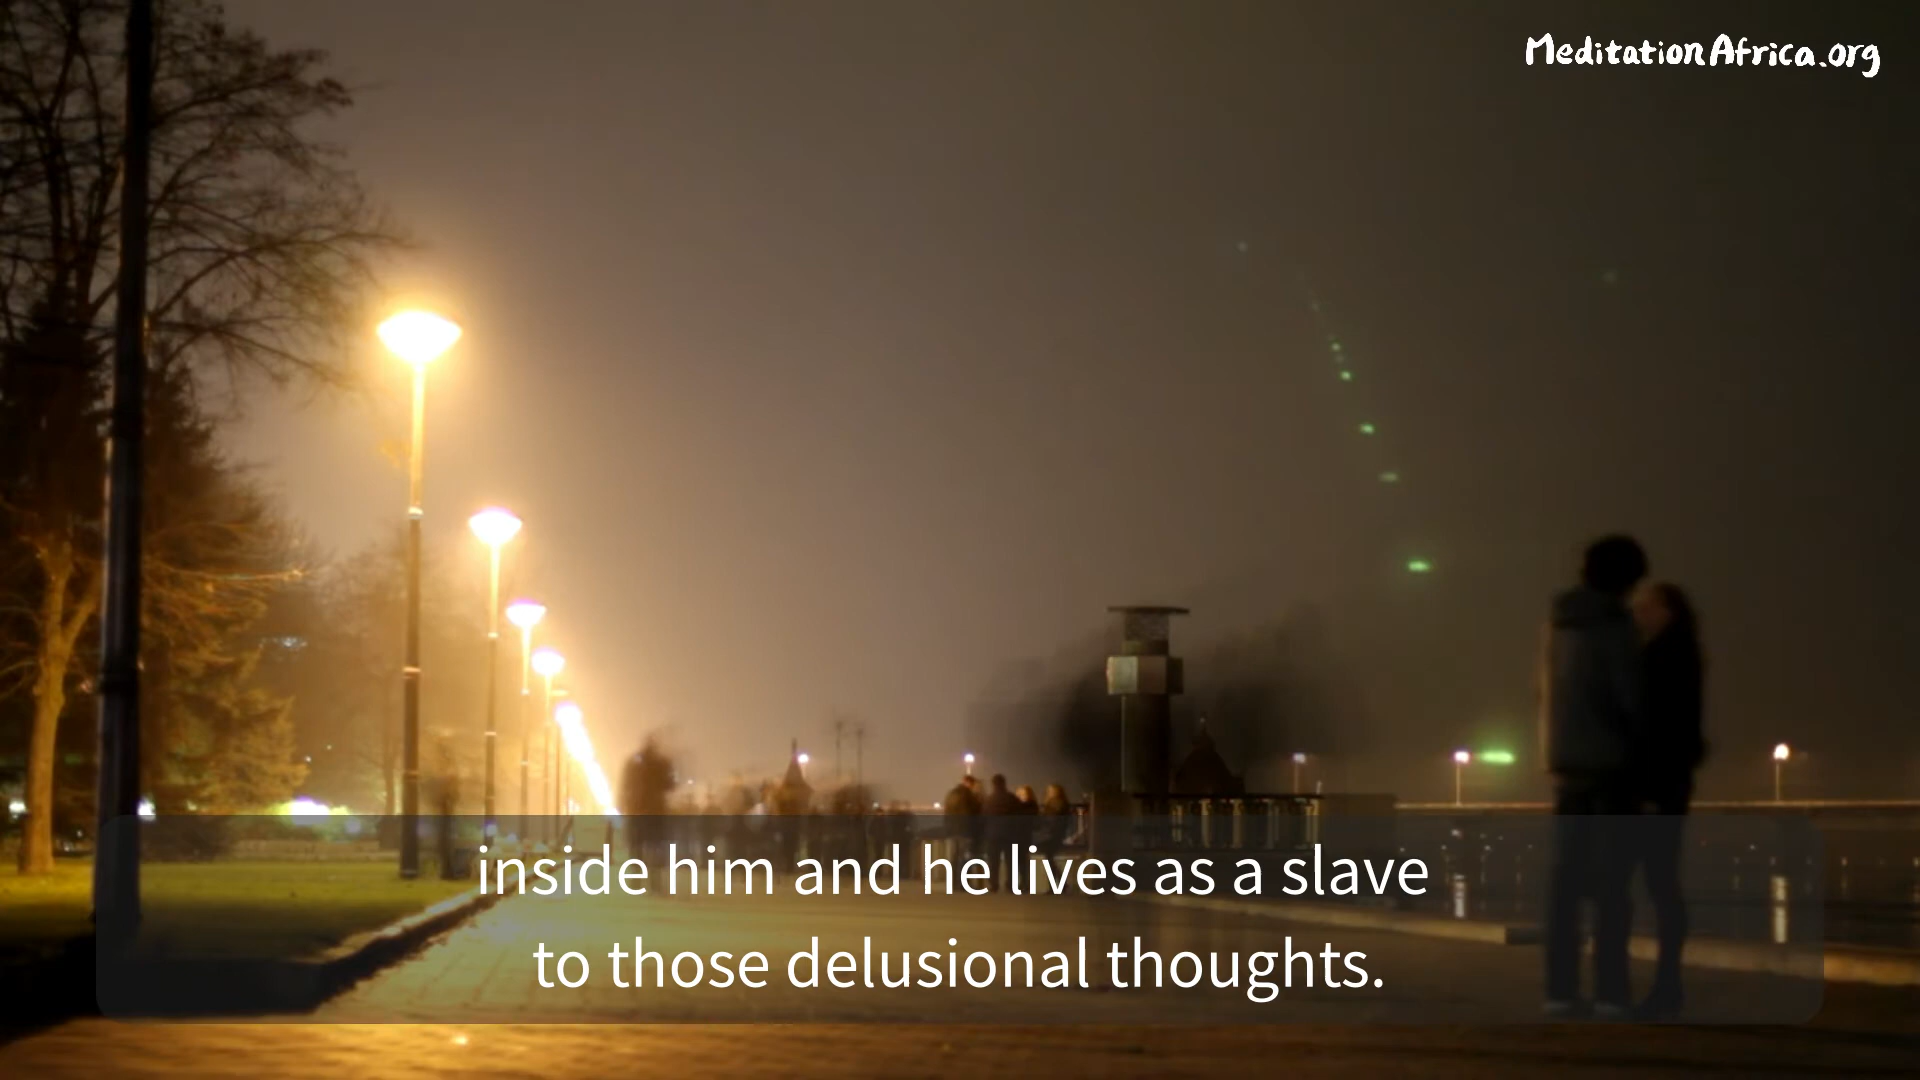 MeditationAfrica.org
inside him and he lives as a slave
to those delusional thoughts.